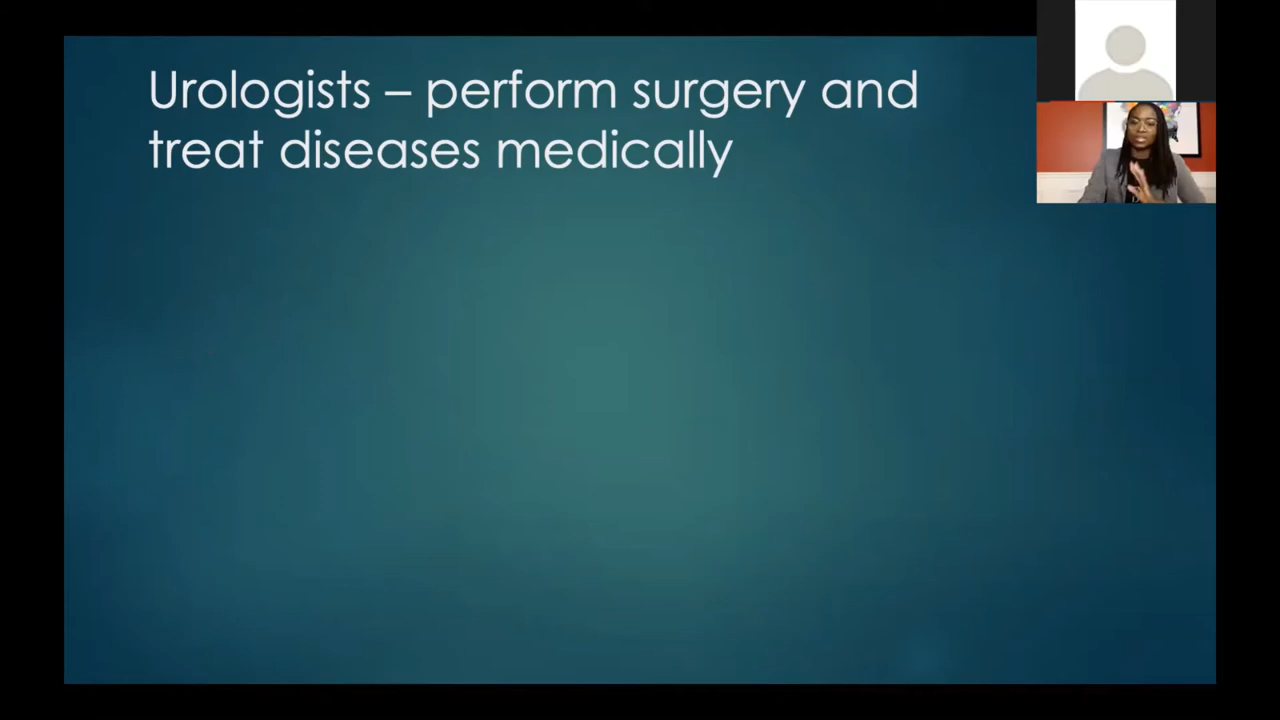 Urologists – perform surgery and
treat diseases medically